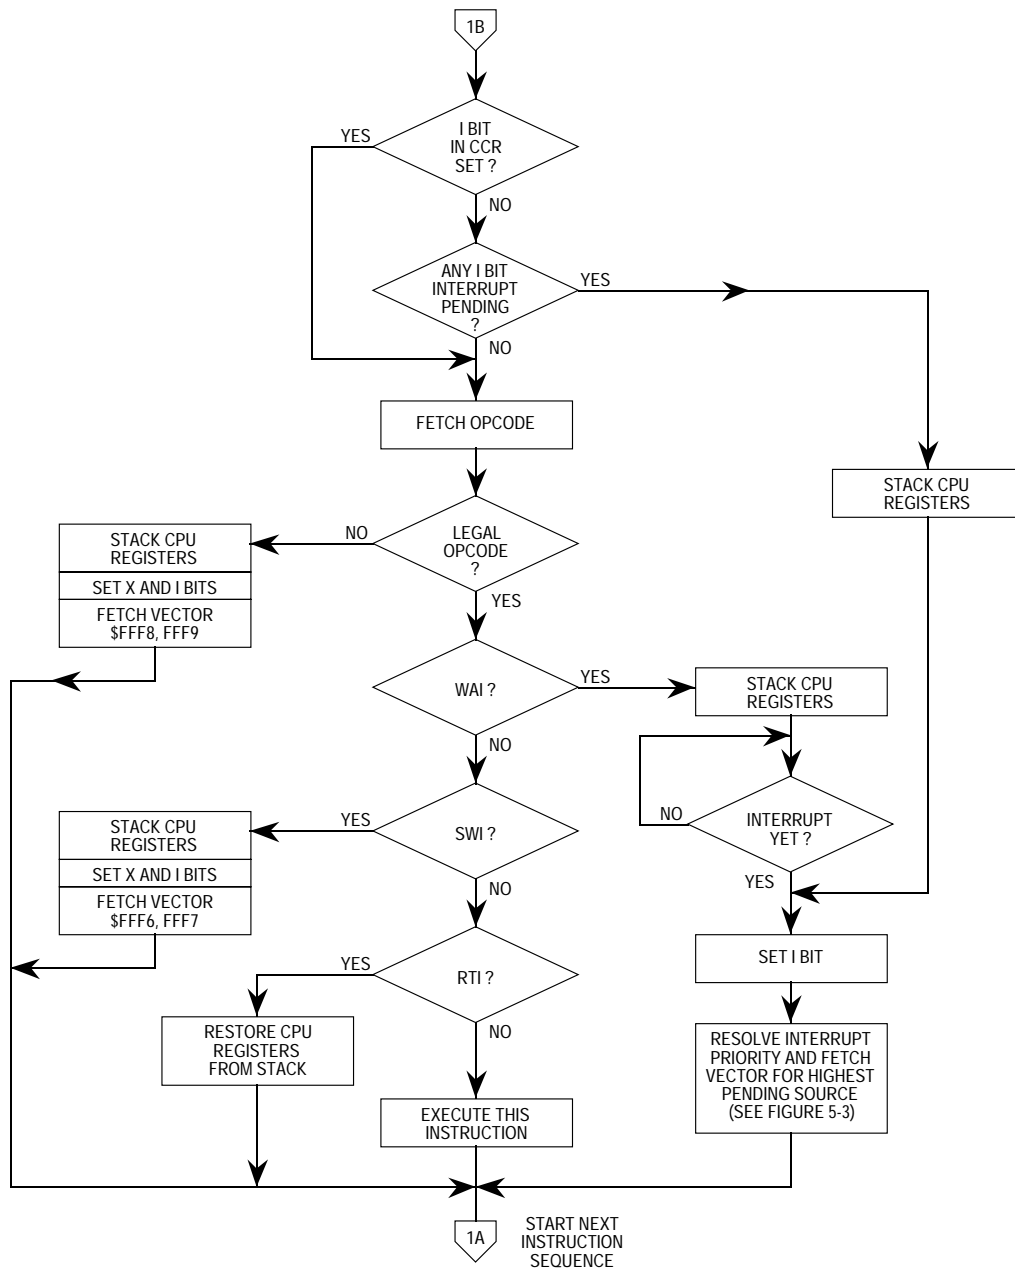 1B
I BIT
IN CCR
SET ?
YES
NO
ANY I BIT
INTERRUPT
PENDING
?
YES
NO
FETCH OPCODE
STACK CPU
REGISTERS
LEGAL
OPCODE
?
NO
YES
STACK CPU
REGISTERS
SET X AND I BITS
FETCH VECTOR
$FFF8, FFF9
WAI ?
YES
NO
STACK CPU
REGISTERS
INTERRUPT
YET ?
NO
YES
SWI ?
YES
NO
STACK CPU
REGISTERS
SET X AND I BITS
FETCH VECTOR
$FFF6, FFF7
SET I BIT
RTI ?
YES
NO
RESTORE CPU
REGISTERS
FROM STACK
RESOLVE INTERRUPT
PRIORITY AND FETCH
VECTOR FOR HIGHEST
PENDING SOURCE
(SEE FIGURE 5-3)
EXECUTE THIS
INSTRUCTION
1A
START NEXT
INSTRUCTION
SEQUENCE